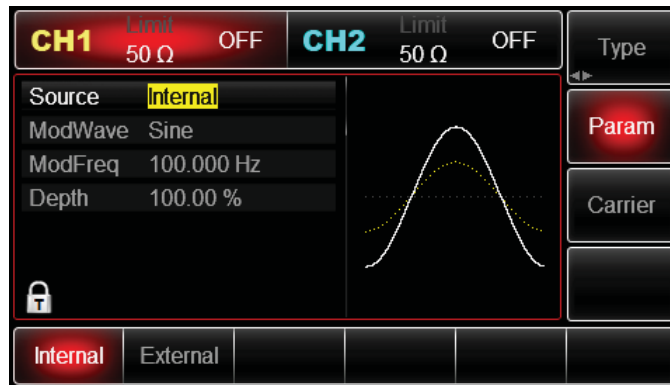 CH1 Limit 50 Ω OFF
CH2 Limit 50 Ω OFF
Type
Source Internal
ModWave Sine
ModFreq 100.000 Hz
Depth 100.00 %
Param
Carrier
T
Internal External